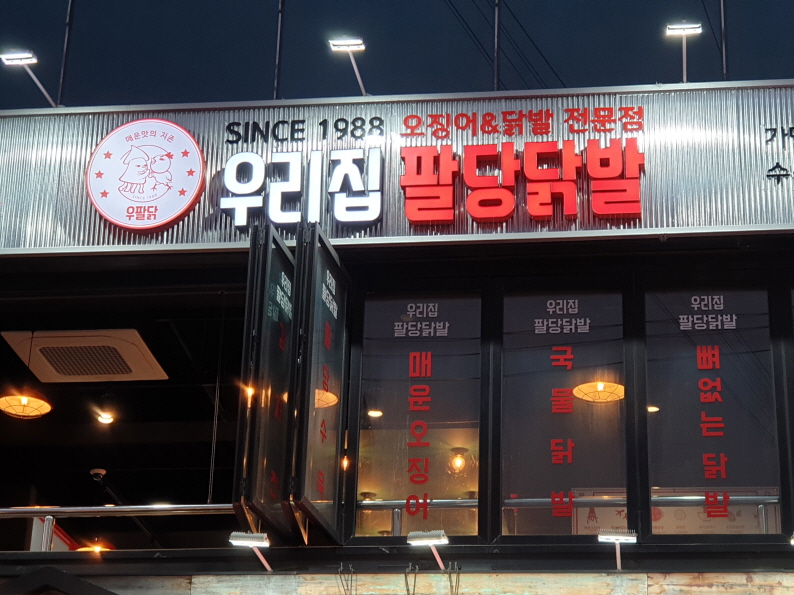 SINCE 1988 오징어&닭발 전문점
우리집 팔당닭발
매운맛의 지존
SINCE 1988
우팔닭
우리집
팔당닭발
매운오징어
우리집
팔당닭발
국물닭발
우리집
팔당닭발
뼈없는닭발